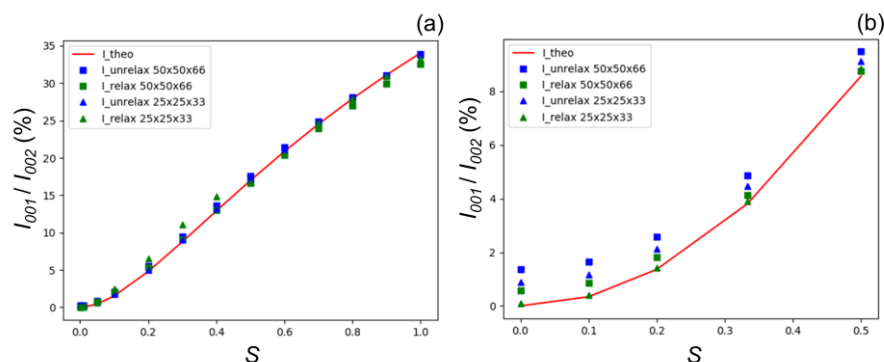 (a)
I_theo
I_unrelax 50x50x66
I_relax 50x50x66
I_unrelax 25x25x33
I_relax 25x25x33
I001 / I002 (%)
35
30
25
20
15
10
5
0
0.0 0.2 0.4 0.6 0.8 1.0
S
(b)
I_theo
I_unrelax 50x50x66
I_relax 50x50x66
I_unrelax 25x25x33
I_relax 25x25x33
I001 / I002 (%)
8
6
4
2
0
0.0 0.1 0.2 0.3 0.4 0.5
S